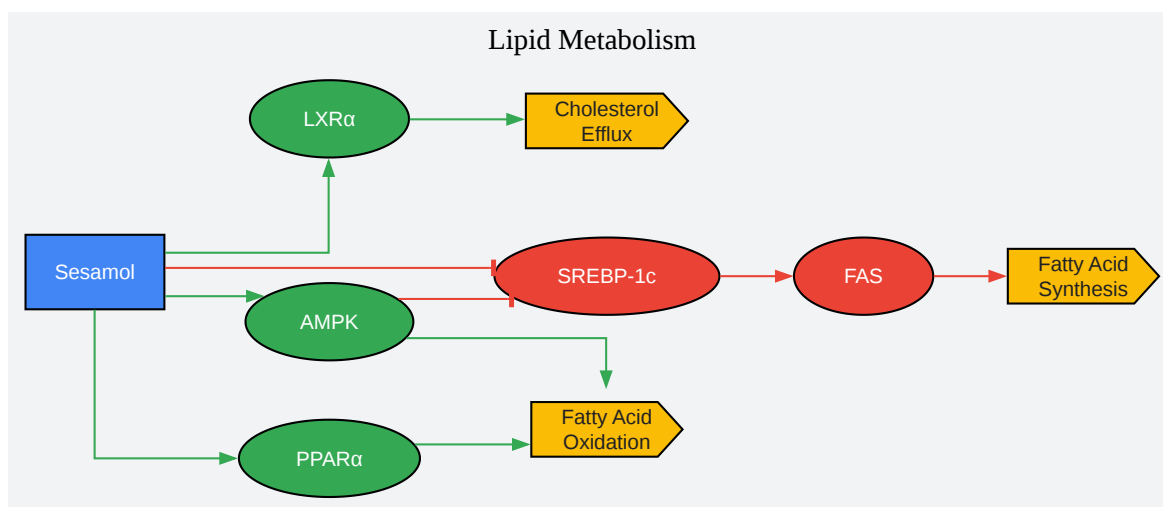 Lipid Metabolism
LXRα
Cholesterol
Efflux
Sesamol
SREBP-1c
FAS
Fatty Acid
Synthesis
AMPK
Fatty Acid
Oxidation
PPARα